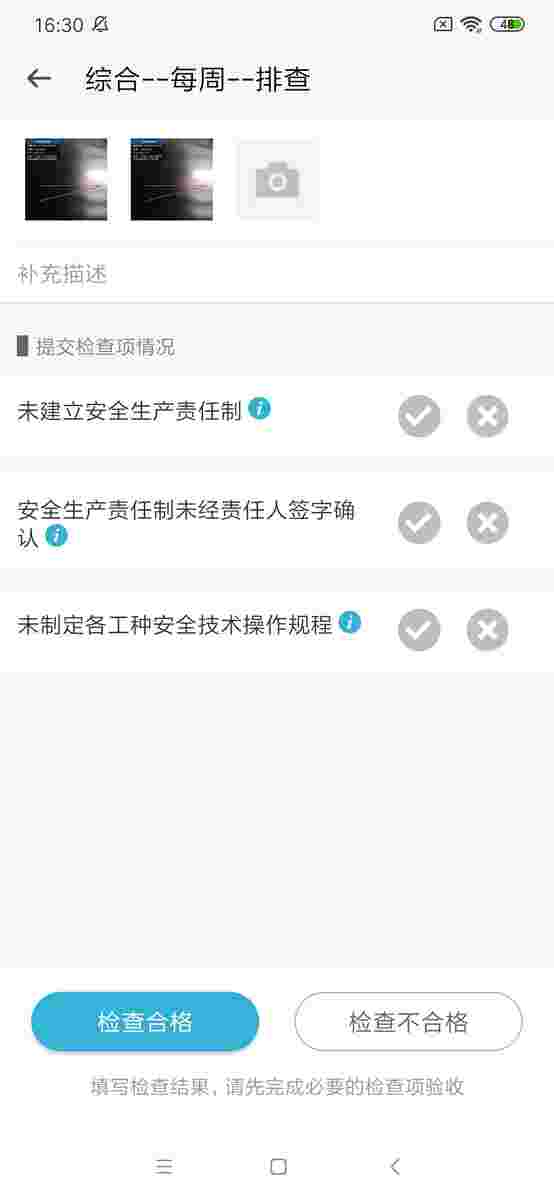 16:30
48
综合--每周--排查
补充描述
提交检查项情况
未建立安全生产责任制
安全生产责任制未经责任人签字确
认
未制定各工种安全技术操作规程
检查合格
检查不合格
填写检查结果，请先完成必要的检查项验收